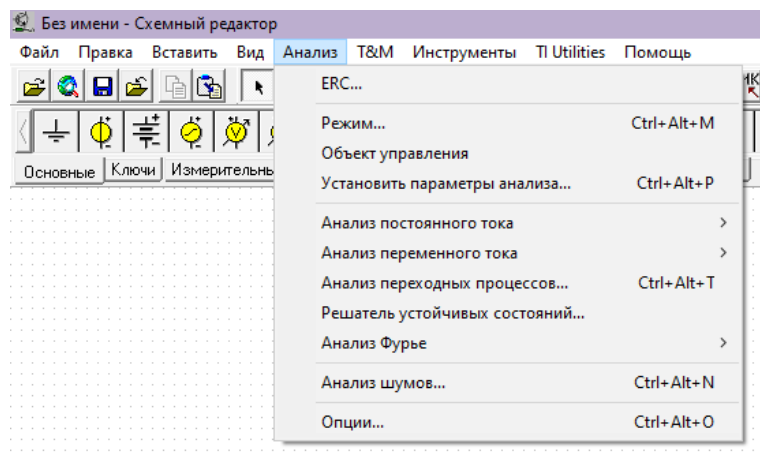 Без имени - Схемный редактор
Файл Правка Вставить Вид Анализ T&M Инструменты TI Utilities Помощь
ERC...
Режим... Ctrl+Alt+M
Объект управления
Основные Ключи Установить параметры анализа... Ctrl+Alt+P
Анализ постоянного тока
Анализ переменного тока
Анализ переходных процессов... Ctrl+Alt+T
Решатель устойчивых состояний...
Анализ Фурье
Анализ шумов... Ctrl+Alt+N
Опции... Ctrl+Alt+O